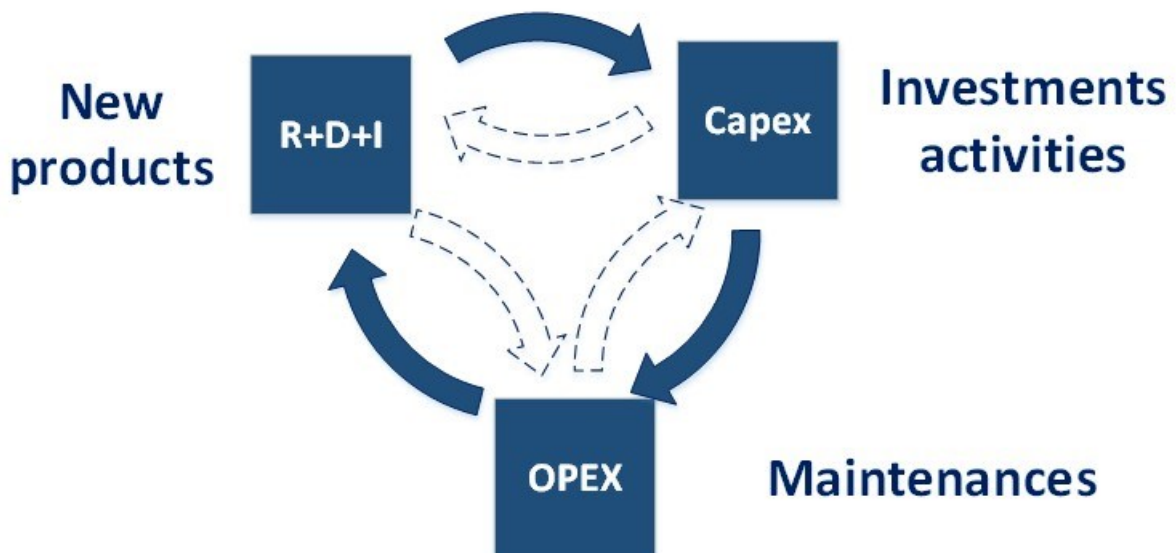 New
products
R+D+I
Capex
Investments
activities
OPEX
Maintenances